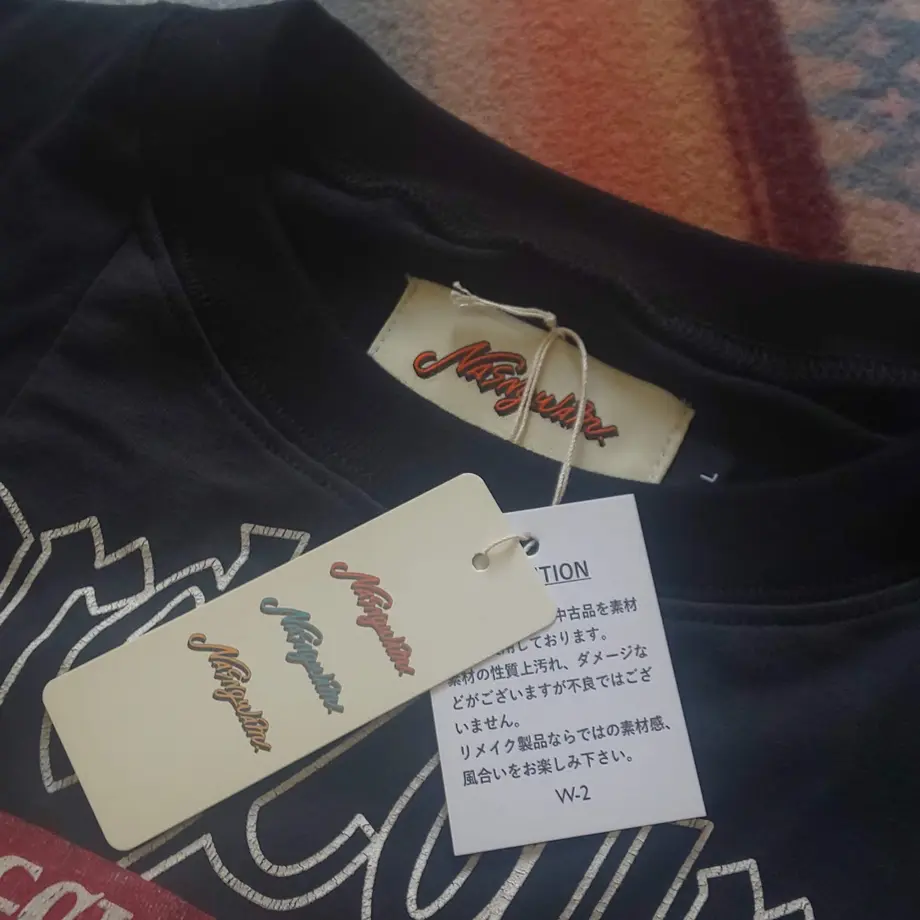 Nasngwam.
L
Nasngwam.
Nasngwam.
Nasngwam.
TION
中古品を素材
用しております。
素材の性質上汚れ、ダメージな
どがございますが不良ではござ
いません。
リメイク製品ならではの素材感、
風合いをお楽しみ下さい。
W-2